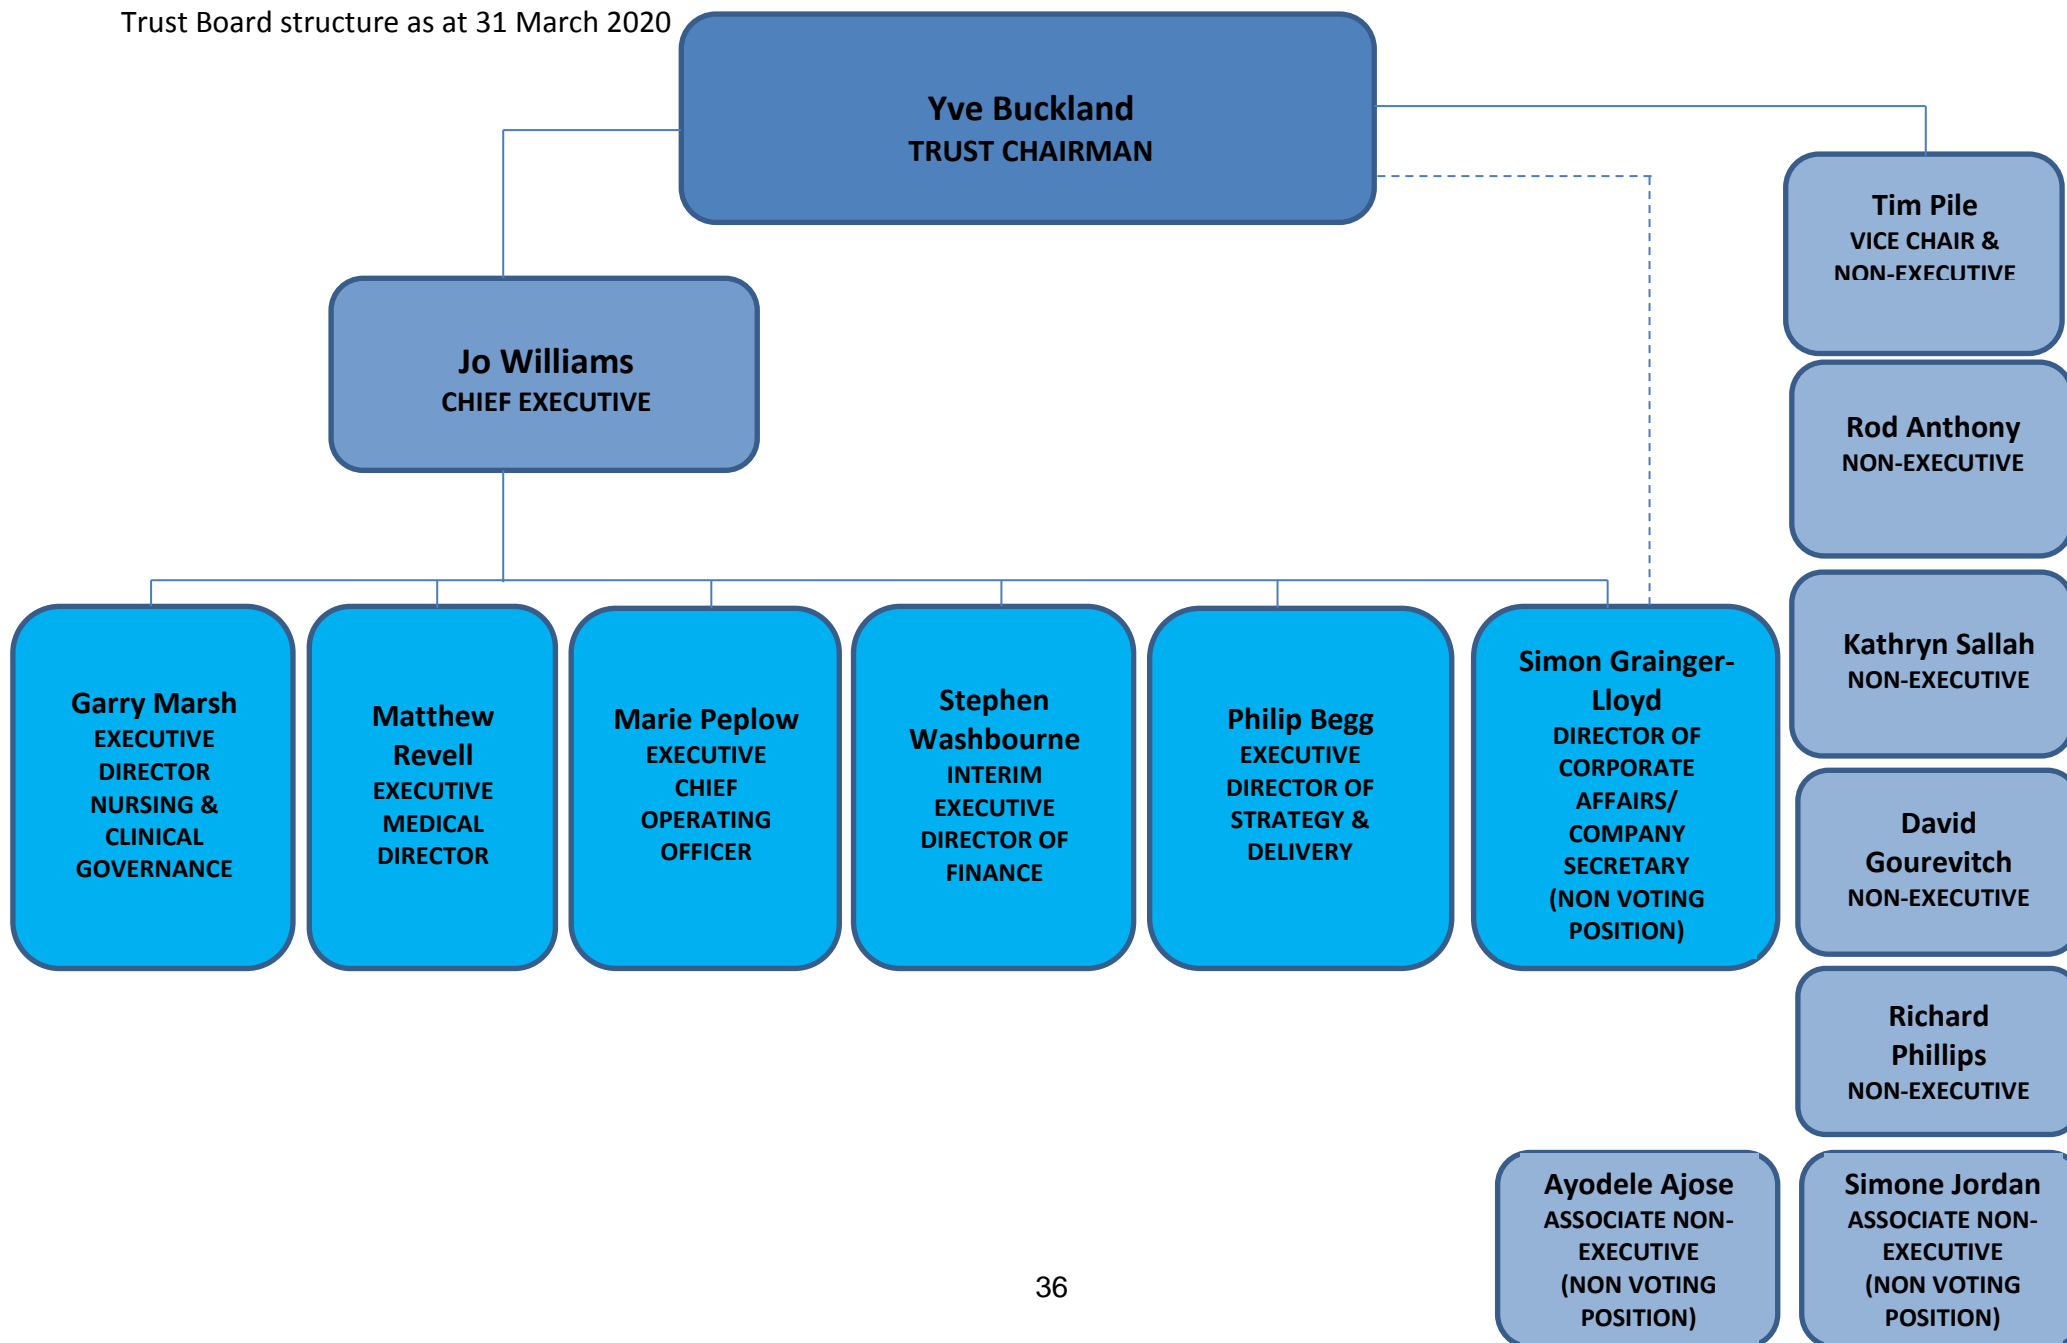 Trust Board structure as at 31 March 2020
Yve Buckland
TRUST CHAIRMAN
Tim Pile
VICE CHAIR &
NON-EXECUTIVE
Jo Williams
CHIEF EXECUTIVE
Rod Anthony
NON-EXECUTIVE
Kathryn Sallah
NON-EXECUTIVE
Garry Marsh
EXECUTIVE
DIRECTOR
NURSING &
CLINICAL
GOVERNANCE
Matthew
Revell
EXECUTIVE
MEDICAL
DIRECTOR
Marie Peplow
EXECUTIVE
CHIEF
OPERATING
OFFICER
Stephen
Washbourne
INTERIM
EXECUTIVE
DIRECTOR OF
FINANCE
Philip Begg
EXECUTIVE
DIRECTOR OF
STRATEGY &
DELIVERY
Simon Grainger-
Lloyd
DIRECTOR OF
CORPORATE
AFFAIRS/
COMPANY
SECRETARY
(NON VOTING
POSITION)
David
Gourevitch
NON-EXECUTIVE
Richard
Phillips
NON-EXECUTIVE
Ayodele Ajose
ASSOCIATE NON-
EXECUTIVE
(NON VOTING
POSITION)
Simone Jordan
ASSOCIATE NON-
EXECUTIVE
(NON VOTING
POSITION)
36